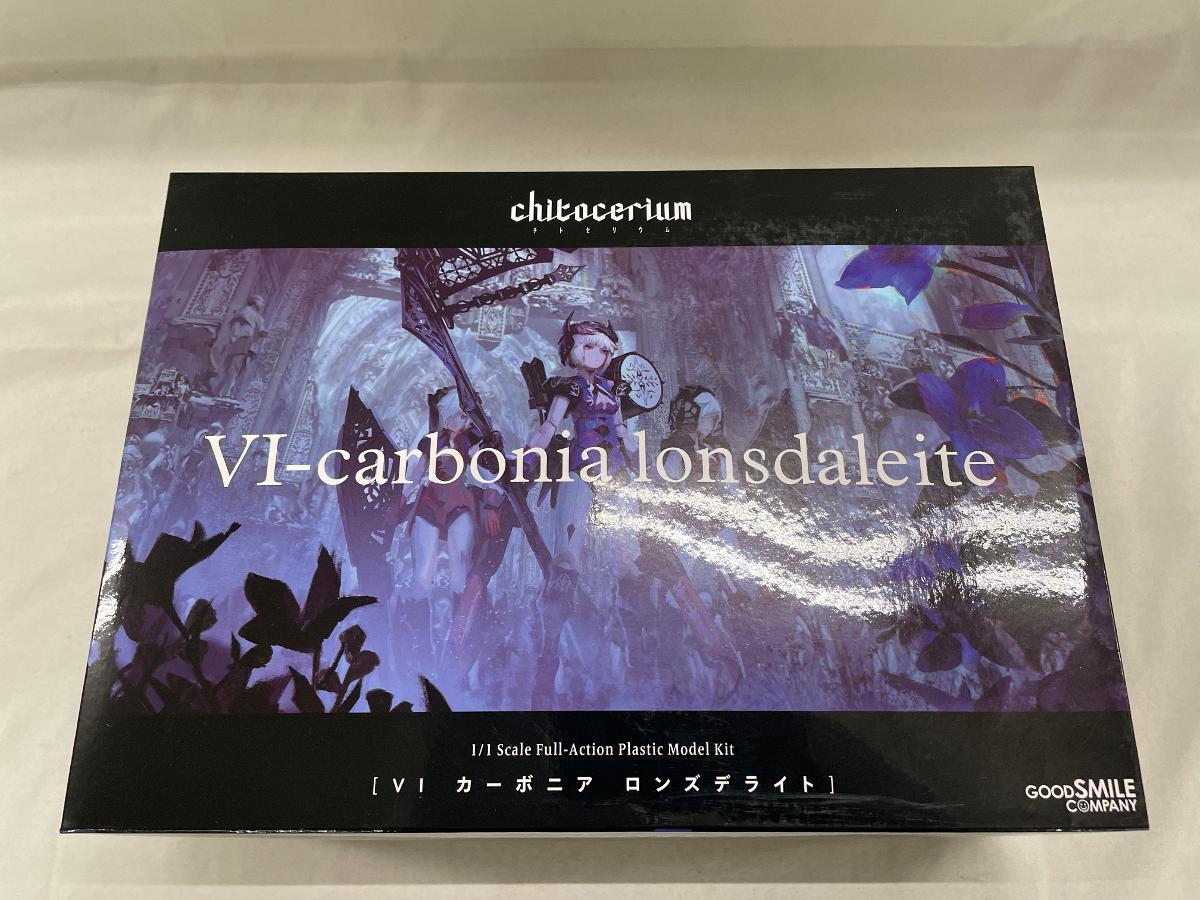 chitocerium
チトセリウム
VI-carbonia lonsdaleite
1/1 Scale Full-Action Plastic Model Kit
[VI カーボニア ロンズデライト]
GOODSMILE
COMPANY